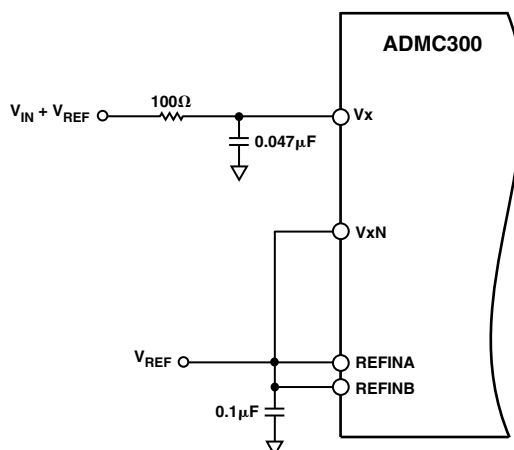 ADMC300
100Ω
V_IN + V_REF
Vx
0.047μF
VxN
V_REF
REFINA
REFINB
0.1μF